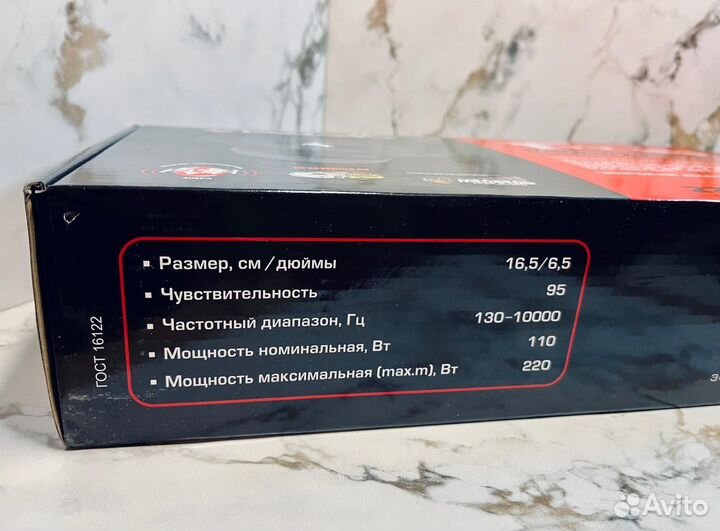 Размер, см / дюймы 16,5/6,5
Чувствительность 95
Частотный диапазон, Гц 130-10000
Мощность номинальная, Вт 110
Мощность максимальная (max.m), Вт 220
ГОСТ 16122
Avito